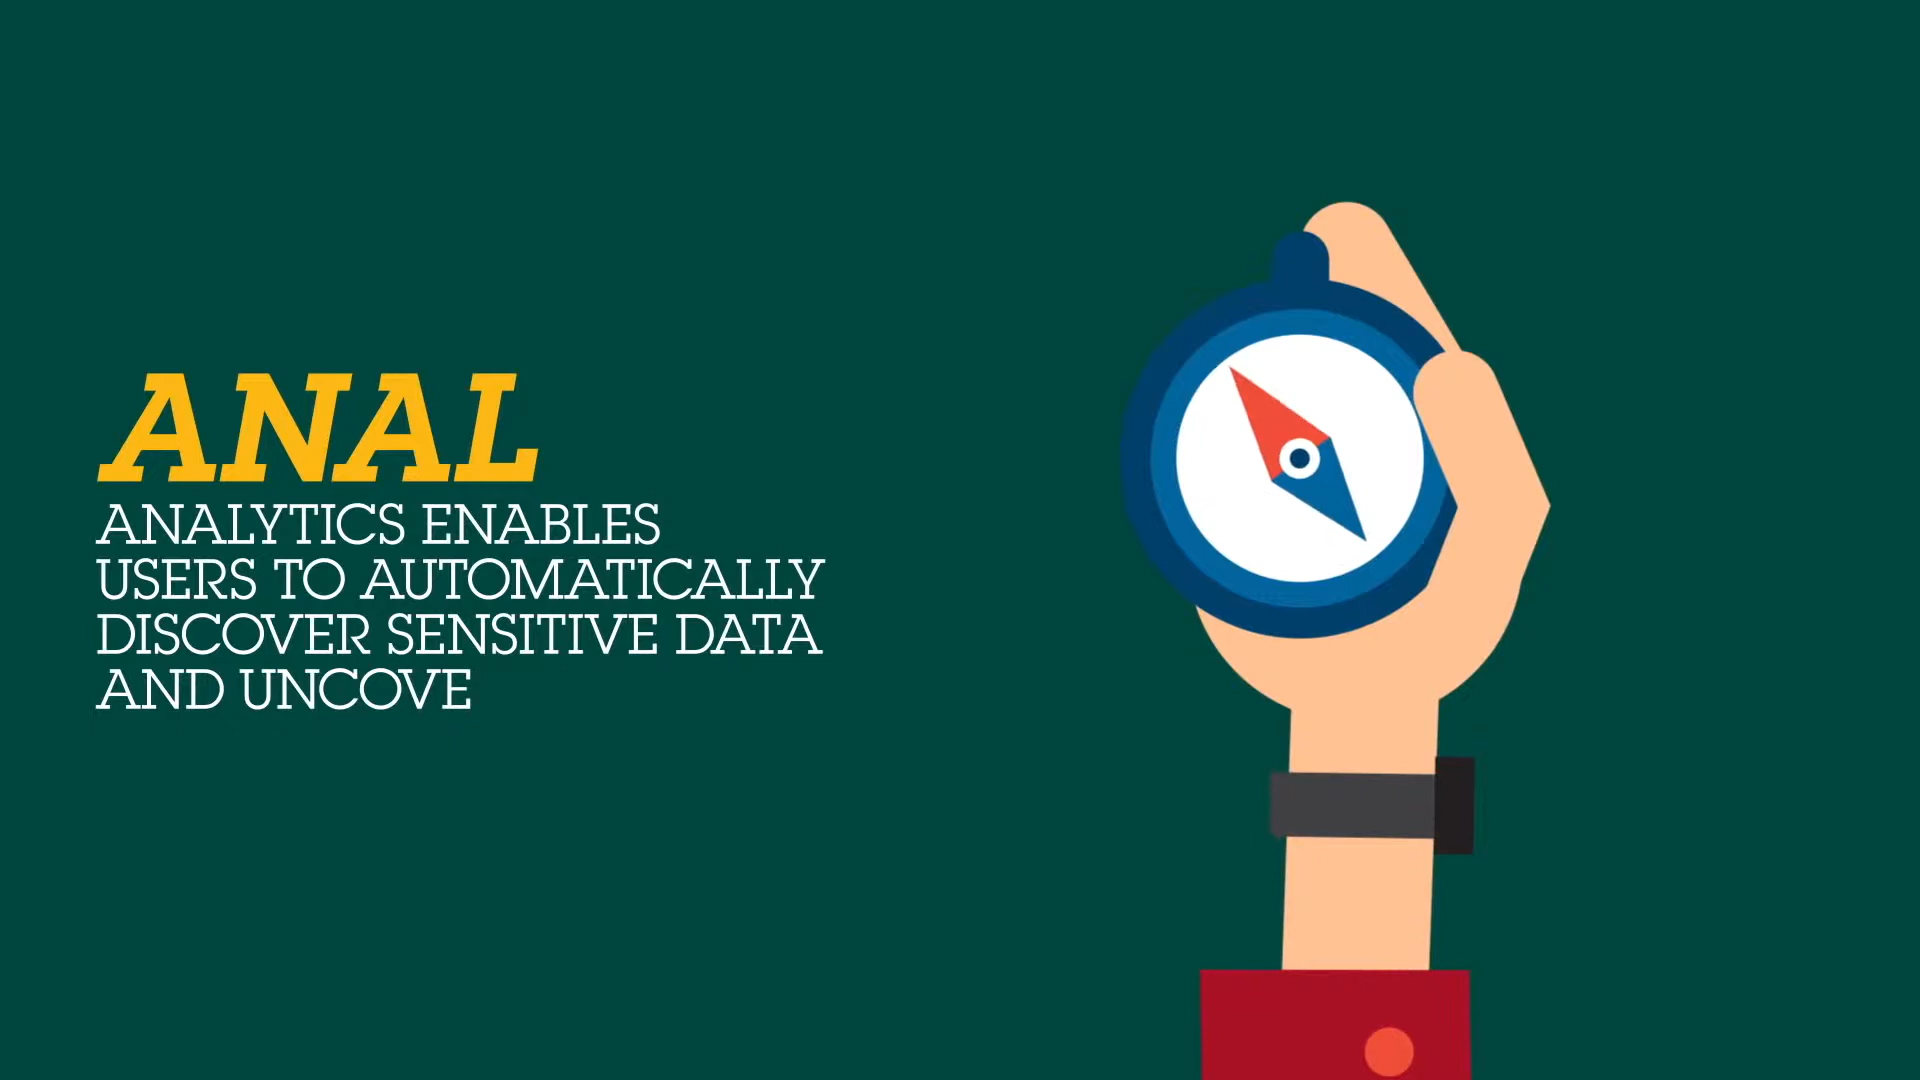 ANAL
ANALYTICS ENABLES
USERS TO AUTOMATICALLY
DISCOVER SENSITIVE DATA
AND UNCOVE